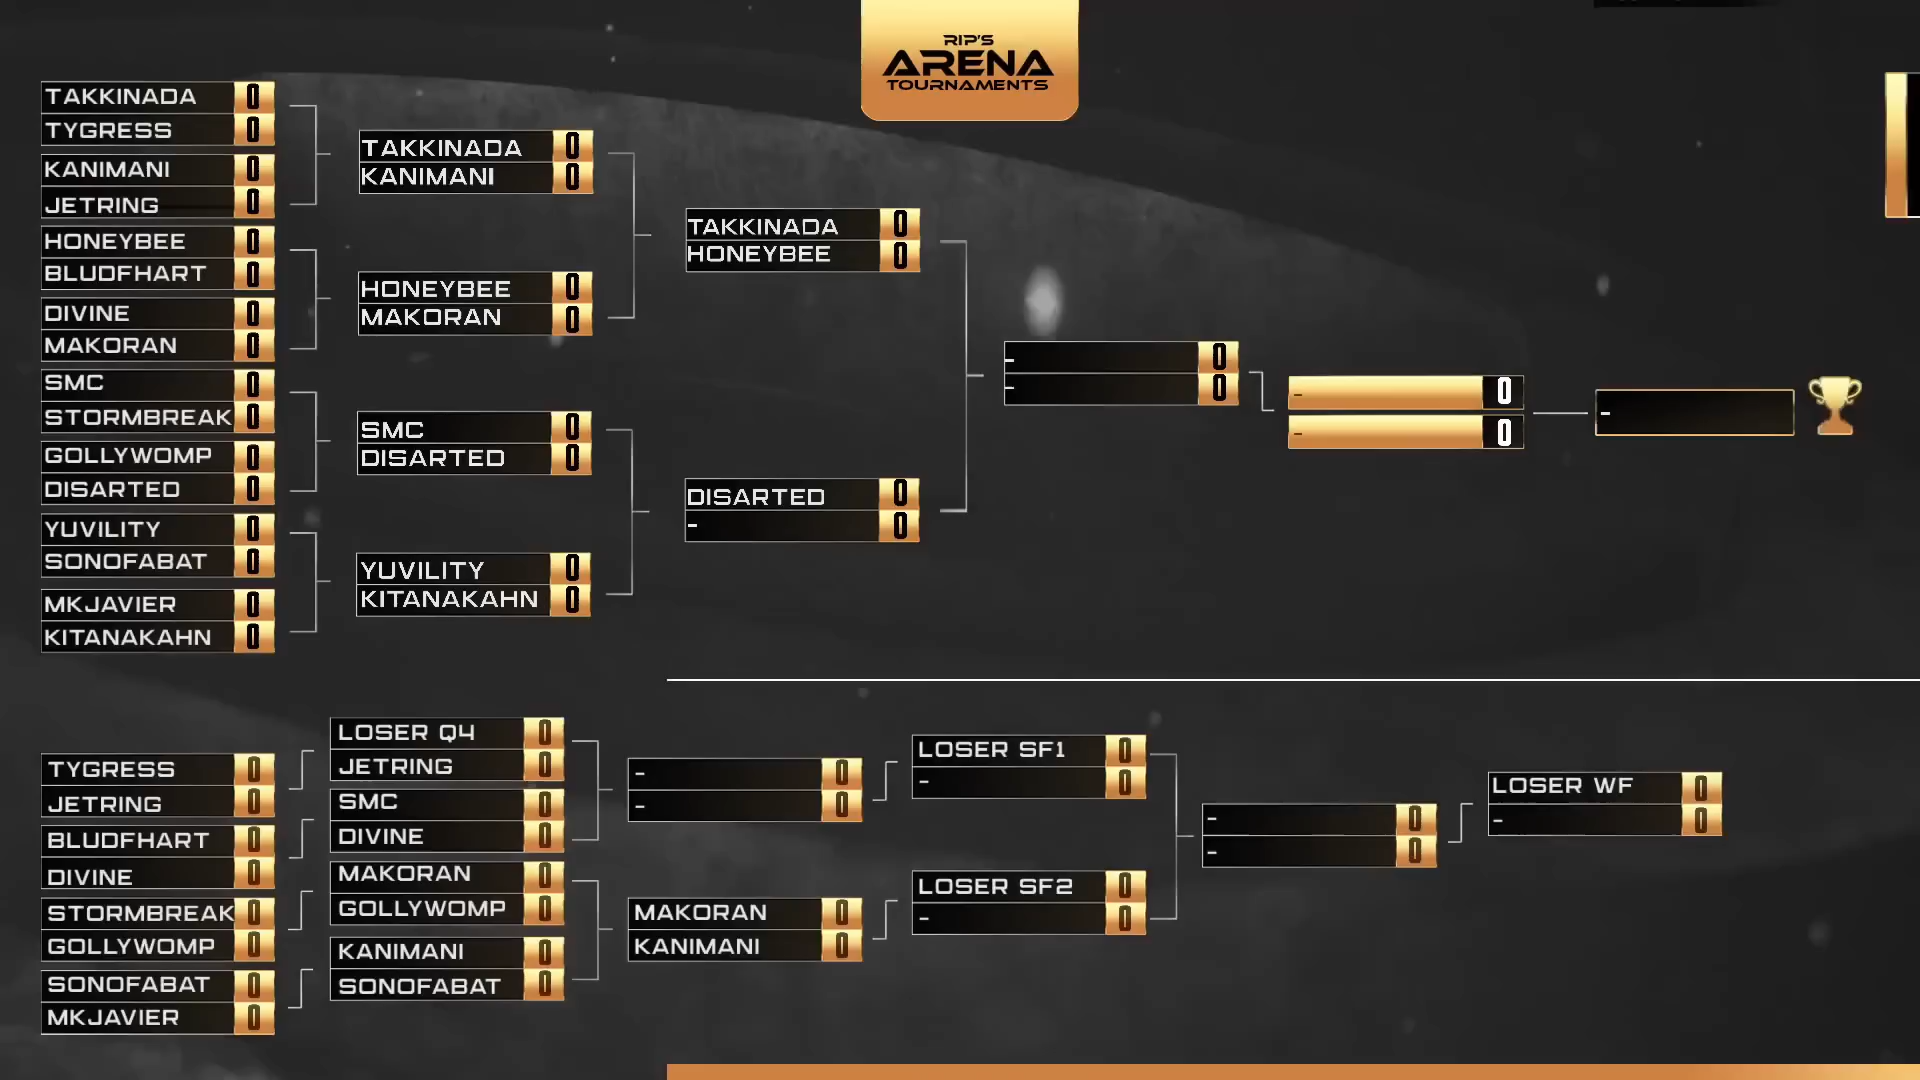 RIP'S
ARENA
TOURNAMENTS
TAKKINADA 0
TYGRESS 0
KANIMANI 0
JETRING 0
HONEYBEE 0
BLUDFHART 0
DIVINE 0
MAKORAN 0
SMC 0
STORMBREAK 0
GOLLYWOMP 0
DISARTED 0
YUVILITY 0
SONOFABAT 0
MKJAVIER 0
KITANAKAHN 0
TAKKINADA 0
KANIMANI 0
HONEYBEE 0
MAKORAN 0
SMC 0
DISARTED 0
YUVILITY 0
KITANAKAHN 0
TAKKINADA 0
HONEYBEE 0
DISARTED 0
- 0
- 0
- 0
- 0
- 0
-
TYGRESS 0
JETRING 0
BLUDFHART 0
DIVINE 0
STORMBREAK 0
GOLLYWOMP 0
SONOFABAT 0
MKJAVIER 0
LOSER Q4 0
JETRING 0
SMC 0
DIVINE 0
MAKORAN 0
GOLLYWOMP 0
KANIMANI 0
SONOFABAT 0
- 0
- 0
MAKORAN 0
KANIMANI 0
LOSER SF1 0
- 0
LOSER SF2 0
- 0
- 0
- 0
LOSER WF 0
- 0